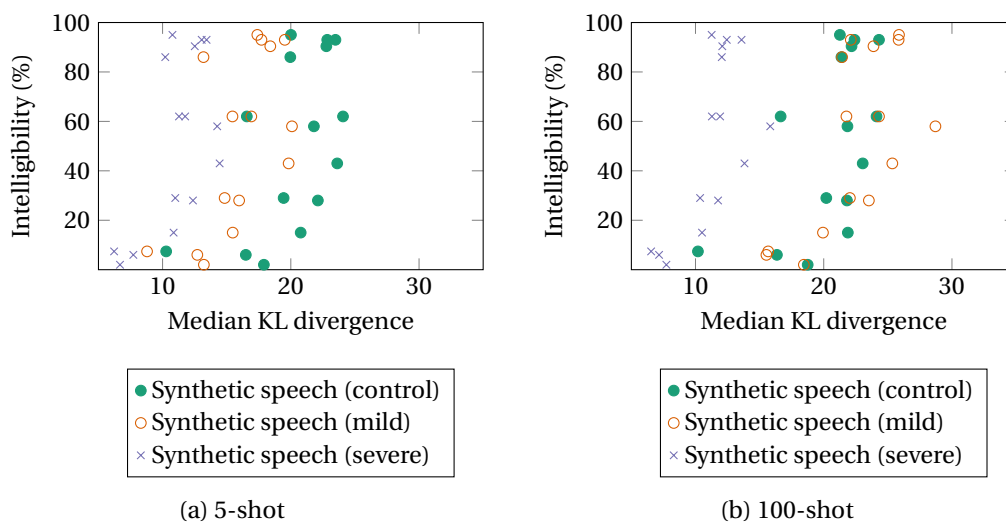 100
80
60
40
20
Intelligibility (%)
10
20
30
Median KL divergence
Synthetic speech (control)
Synthetic speech (mild)
Synthetic speech (severe)
(a) 5-shot
100
80
60
40
20
Intelligibility (%)
10
20
30
Median KL divergence
Synthetic speech (control)
Synthetic speech (mild)
Synthetic speech (severe)
(b) 100-shot